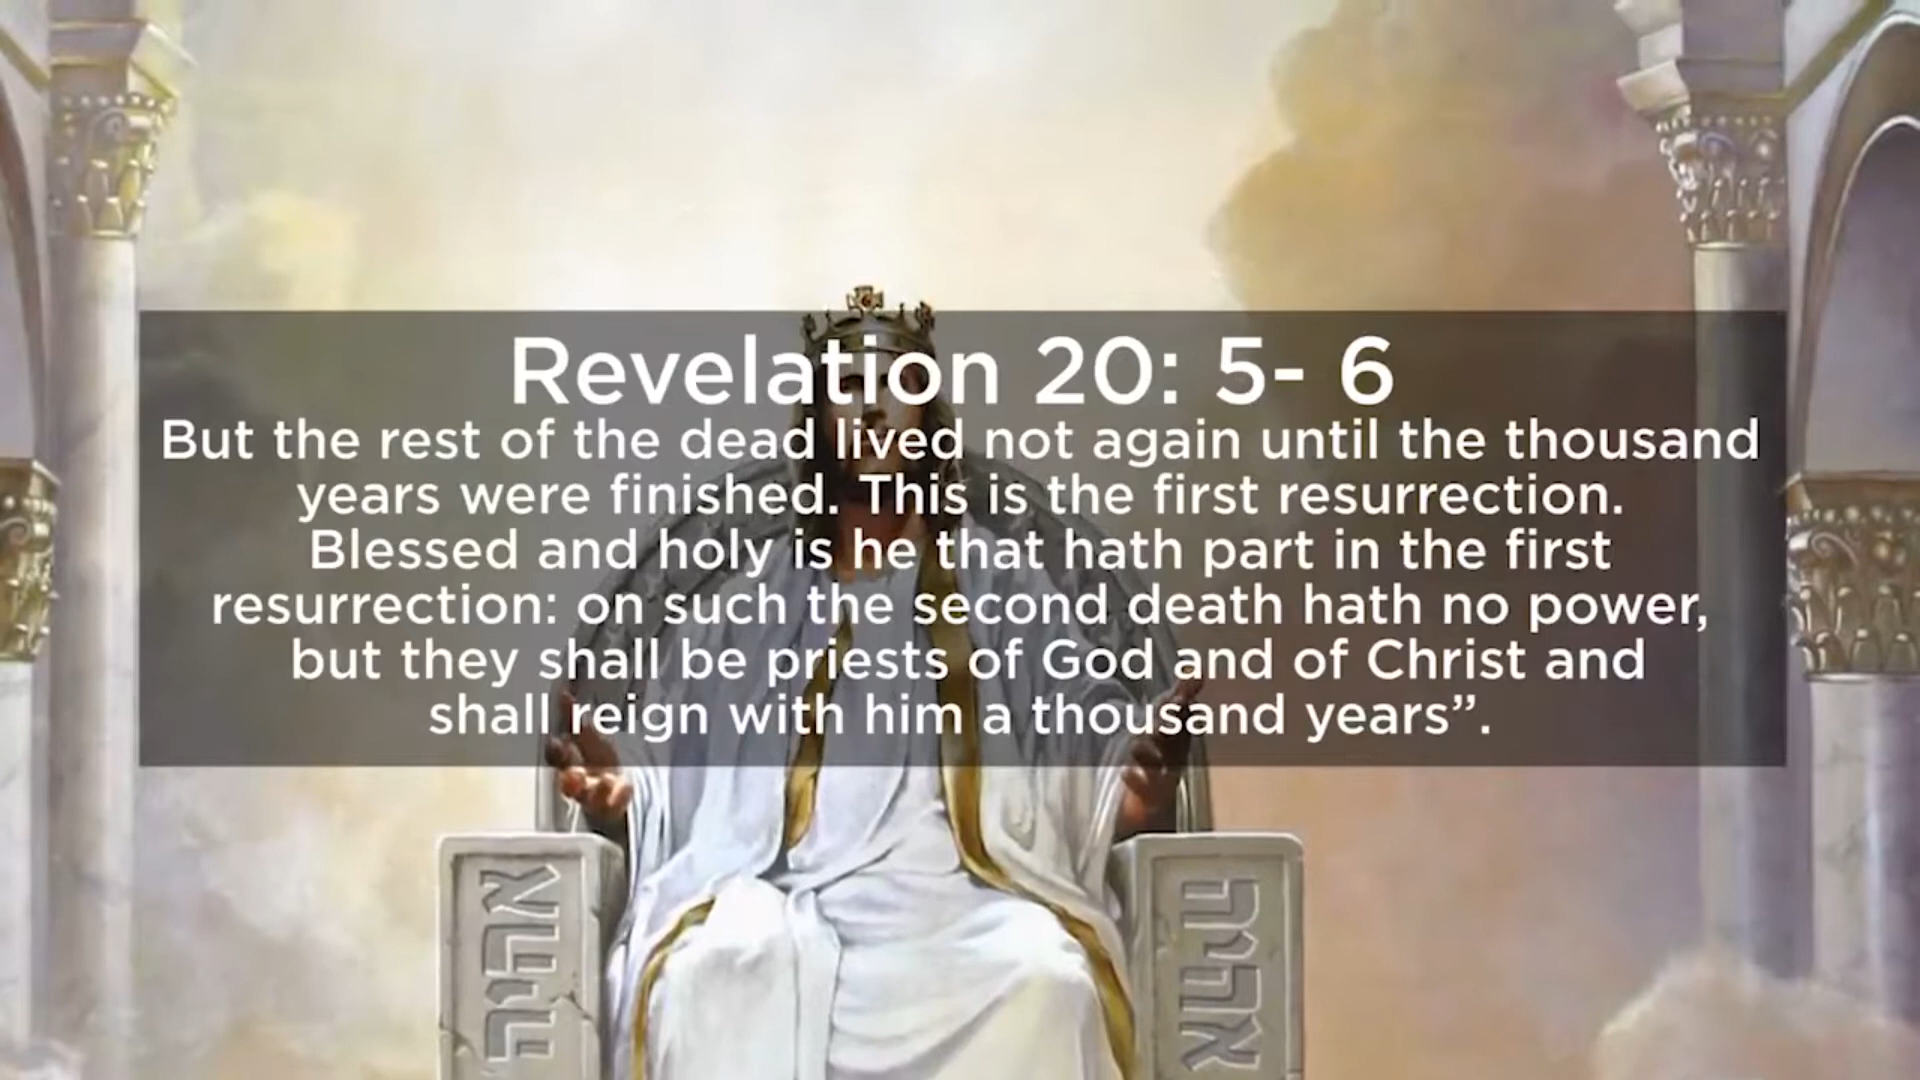 Revelation 20: 5- 6
But the rest of the dead lived not again until the thousand
years were finished. This is the first resurrection.
Blessed and holy is he that hath part in the first
resurrection: on such the second death hath no power,
but they shall be priests of God and of Christ and
shall reign with him a thousand years”.
אהיה
אהיה